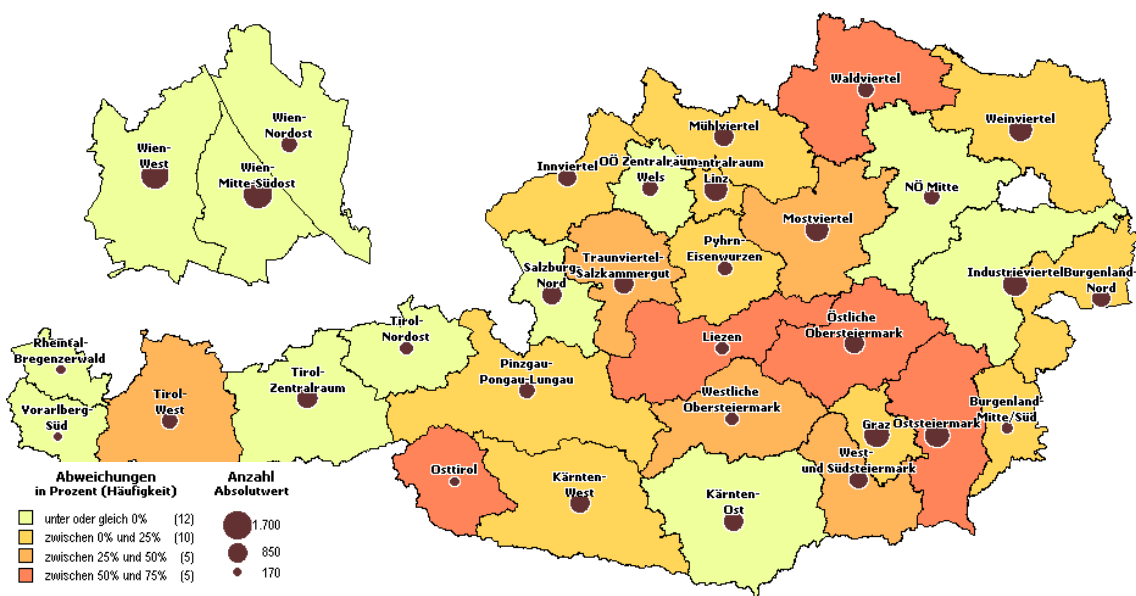 Waldviertel
Wien-
Nordost
Weinviertel
Mühlviertel
Wien-
West
Wien-
Mitte-Südost
Innviertel
OÖ Zentralraum
Wels
entralraum
Linz
NÖ Mitte
Mostviertel
Pyhrn-
Eisenwurzen
Traunviertel-
Salzkammergut
Salzburg-
Nord
Industrieviertel
Burgenland-
Nord
Tirol-
Nordost
Östliche
Obersteiermark
Liezen
Rheintal-
Bregenzerwald
Tirol-
Zentralraum
Pinzgau-
Pongau-Lungau
Westliche
Obersteiermark
Tirol-
West
Vorarlberg-
Süd
Burgenland-
Mitte/Süd
Graz
Oststeiermark
West-
und Südsteiermark
Osttirol
Kärnten-
West
Kärnten-
Ost
Abweichungen
in Prozent (Häufigkeit)
unter oder gleich 0% (12)
zwischen 0% und 25% (10)
zwischen 25% und 50% (5)
zwischen 50% und 75% (5)
Anzahl
Absolutwert
1.700
850
170